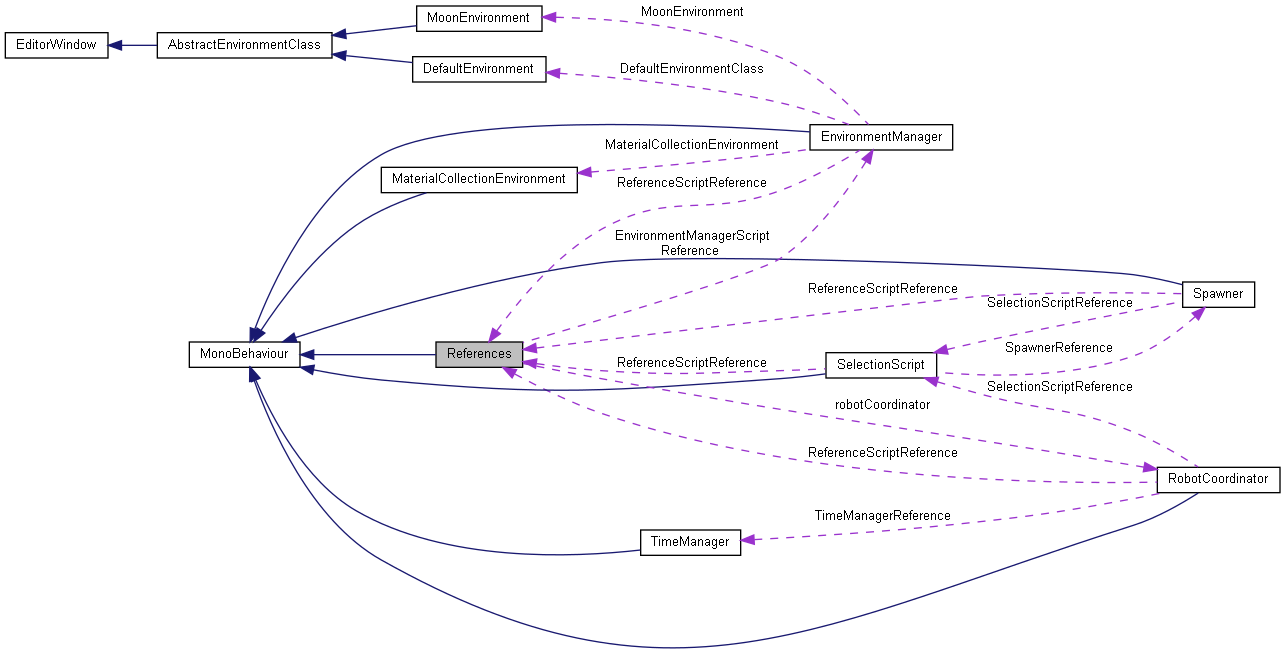 MoonEnvironment
MoonEnvironment
EditorWindow
AbstractEnvironmentClass
DefaultEnvironment
DefaultEnvironmentClass
EnvironmentManager
MaterialCollectionEnvironment
MaterialCollectionEnvironment
ReferenceScriptReference
EnvironmentManagerScript
Reference
ReferenceScriptReference
Spawner
SelectionScriptReference
MonoBehaviour
References
SpawnerReference
ReferenceScriptReference
SelectionScript
SelectionScriptReference
robotCoordinator
ReferenceScriptReference
RobotCoordinator
TimeManagerReference
TimeManager